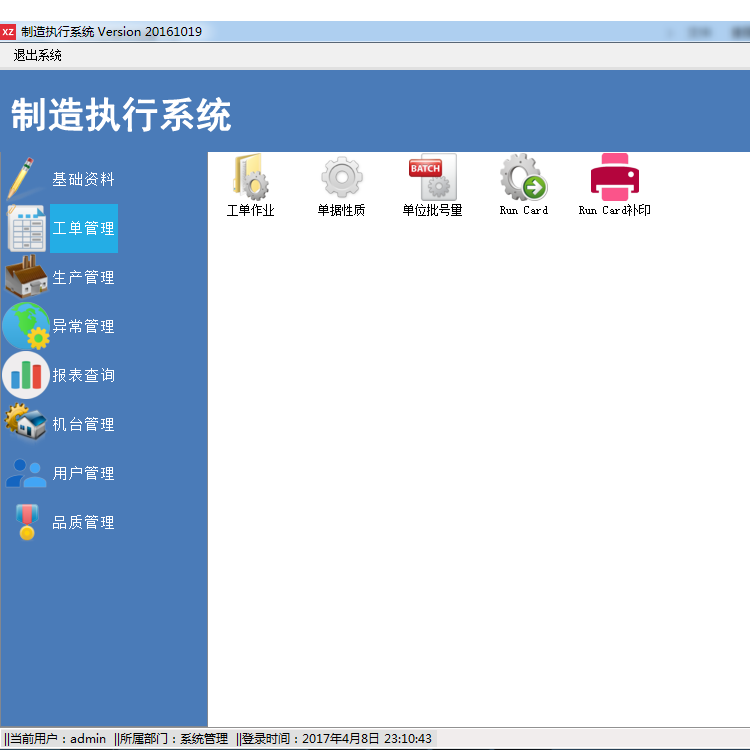 XZ 制造执行系统 Version 20161019
退出系统
制造执行系统
基础资料
工单管理
生产管理
异常管理
报表查询
机台管理
用户管理
品质管理
BATCH
工单作业 单据性质 单位批号量 Run Card Run Card补印
||当前用户：admin ||所属部门：系统管理 ||登录时间：2017年4月8日 23:10:43